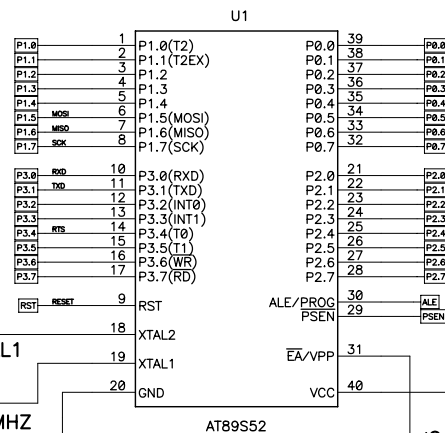 U1
P1.0 1 P1.0(T2) P0.0 39 P0.0
P1.1 2 P1.1(T2EX) P0.1 38 P0.1
P1.2 3 P1.2 P0.2 37 P0.2
P1.3 4 P1.3 P0.3 36 P0.3
P1.4 5 P1.4 P0.4 35 P0.4
P1.5 MOSI 6 P1.5(MOSI) P0.5 34 P0.5
P1.6 MISO 7 P1.6(MISO) P0.6 33 P0.6
P1.7 SCK 8 P1.7(SCK) P0.7 32 P0.7
P3.0 RXD 10 P3.0(RXD) P2.0 21 P2.0
P3.1 TXD 11 P3.1(TXD) P2.1 22 P2.1
P3.2 12 P3.2(INT0) P2.2 23 P2.2
P3.3 13 P3.3(INT1) P2.3 24 P2.3
P3.4 RTS 14 P3.4(T0) P2.4 25 P2.4
P3.5 15 P3.5(T1) P2.5 26 P2.5
P3.6 16 P3.6(WR) P2.6 27 P2.6
P3.7 17 P3.7(RD) P2.7 28 P2.7
RST RESET 9 RST ALE/PROG 30 ALE
PSEN 29 PSEN
L1 18 XTAL2
19 XTAL1 EA/VPP 31
20 GND VCC 40
MHZ
AT89S52